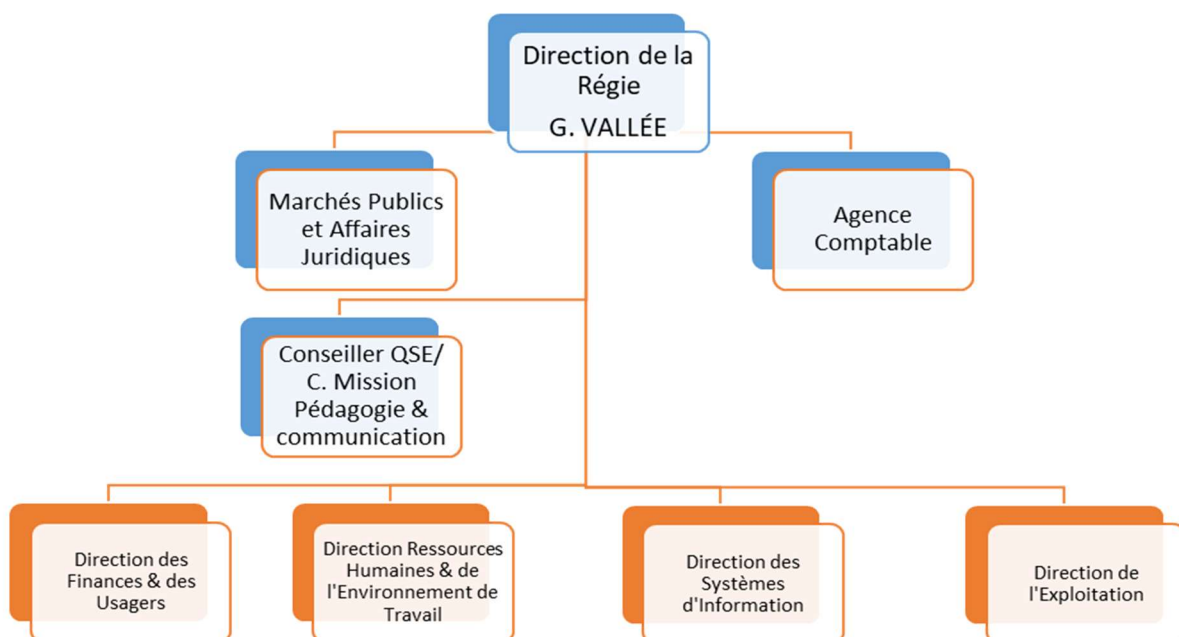 Direction de la
Régie
G. VALLÉE
Marchés Publics
et Affaires
Juridiques
Agence
Comptable
Conseiller QSE/
C. Mission
Pédagogie &
communication
Direction des
Finances & des
Usagers
Direction Ressources
Humaines & de
l'Environnement de
Travail
Direction des
Systèmes
d'Information
Direction de
l'Exploitation